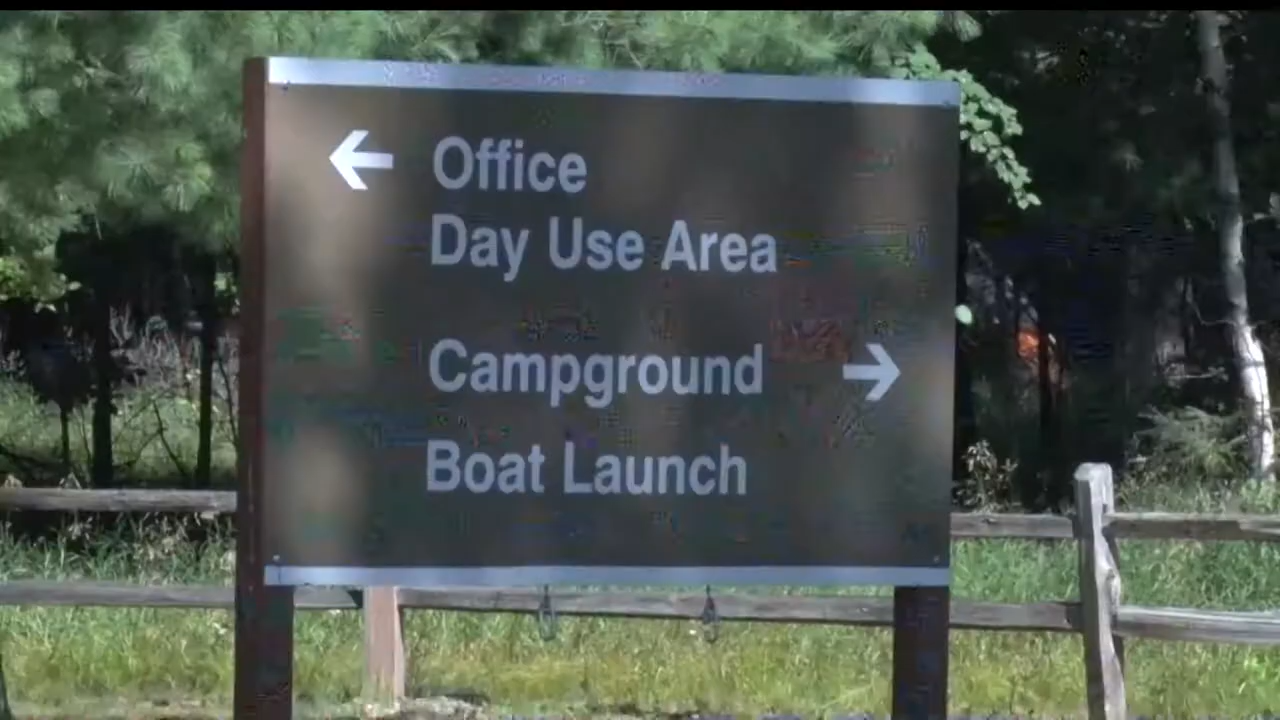 ← Office
Day Use Area
Campground →
Boat Launch